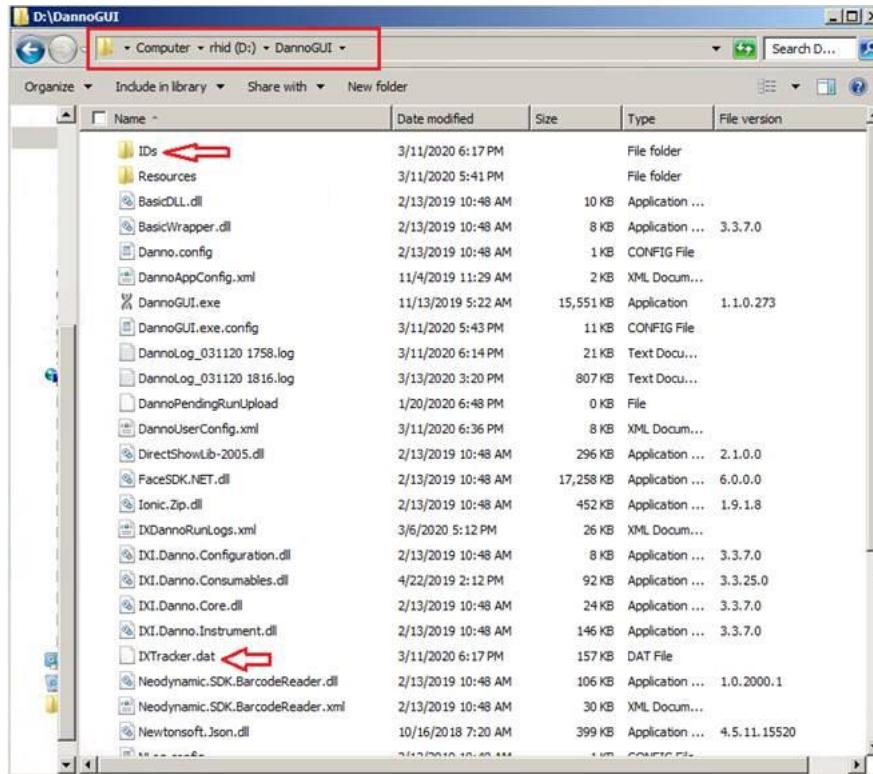 D:\DannoGUI
Computer rhid (D:) DannoGUI
Search D...
Organize Include in library Share with New folder
Name Date modified Size Type File version
IDs 3/11/2020 6:17 PM File folder
Resources 3/11/2020 5:41 PM File folder
BasicDLL.dll 2/13/2019 10:48 AM 10 KB Application ...
BasicWrapper.dll 2/13/2019 10:48 AM 8 KB Application ... 3.3.7.0
Danno.config 2/13/2019 10:48 AM 1 KB CONFIG File
DannoAppConfig.xml 11/4/2019 11:29 AM 2 KB XML Docum...
DannoGUI.exe 11/13/2019 5:22 AM 15,551 KB Application 1.1.0.273
DannoGUI.exe.config 3/11/2020 5:43 PM 11 KB CONFIG File
DannoLog_031120 1758.log 3/11/2020 6:14 PM 21 KB Text Docu...
DannoLog_031120 1816.log 3/13/2020 3:20 PM 807 KB Text Docu...
DannoPendingRunUpload 1/20/2020 6:48 PM 0 KB File
DannoUserConfig.xml 3/11/2020 6:36 PM 8 KB XML Docum...
DirectShowLib-2005.dll 2/13/2019 10:48 AM 296 KB Application ... 2.1.0.0
FaceSDK.NET.dll 2/13/2019 10:48 AM 17,258 KB Application ... 6.0.0.0
Ionic.Zip.dll 2/13/2019 10:48 AM 452 KB Application ... 1.9.1.8
IXDannoRunLogs.xml 3/6/2020 5:12 PM 26 KB XML Docum...
IXI.Danno.Configuration.dll 2/13/2019 10:48 AM 8 KB Application ... 3.3.7.0
IXI.Danno.Consumables.dll 4/22/2019 2:12 PM 92 KB Application ... 3.3.25.0
IXI.Danno.Core.dll 2/13/2019 10:48 AM 24 KB Application ... 3.3.7.0
IXI.Danno.Instrument.dll 2/13/2019 10:48 AM 146 KB Application ... 3.3.7.0
IXTracker.dat 3/11/2020 6:17 PM 157 KB DAT File
Neodynamic.SDK.BarcodeReader.dll 2/13/2019 10:48 AM 106 KB Application ... 1.0.2000.1
Neodynamic.SDK.BarcodeReader.xml 2/13/2019 10:48 AM 30 KB XML Docum...
Newtonsoft.Json.dll 10/16/2018 7:20 AM 399 KB Application ... 4.5.11.15520